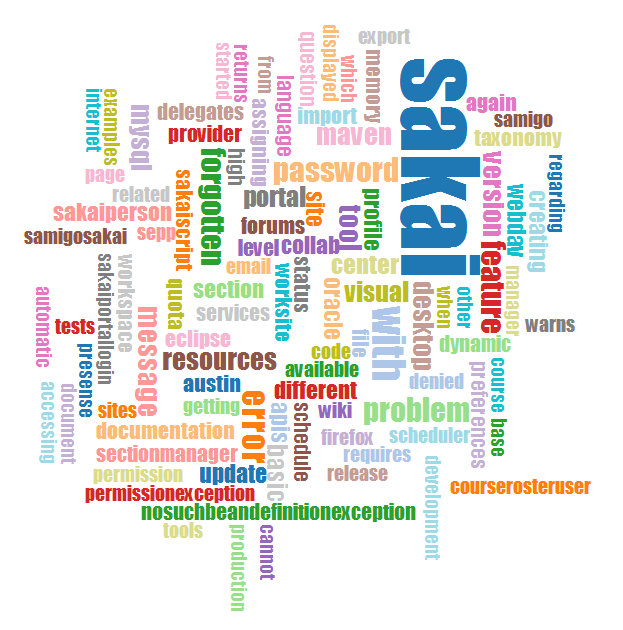 export
displayed
question
started
returns
from
which
memory
sakai
language
internet
examples
again
samigo
taxonomy
mysql
delegates
import
provider
assigning
maven
forgotten
high
password
version
regarding
page
sakaiscript
related
portal
site
profile
webdav
creating
sakaiperson
tool
samigosakai
sepp
forums
level
collab
feature
workspace
sakaiportallogin
email
worksite
status
center
manager
other
automatic
quota
section
oracle
visual
desktop
when
message
services
with
warns
tests
eclipse
file
dynamic
presense
resources
code
available
course
accessing
document
austin
different
denied
preferences
base
sites
getting
error
apis
schedule
wiki
problem
documentation
firefox
scheduler
sectionmanager
basic
requires
permission
update
release
development
permissionexception
courserosteruser
nosuchbeandefinitionexception
tools
production
cannot